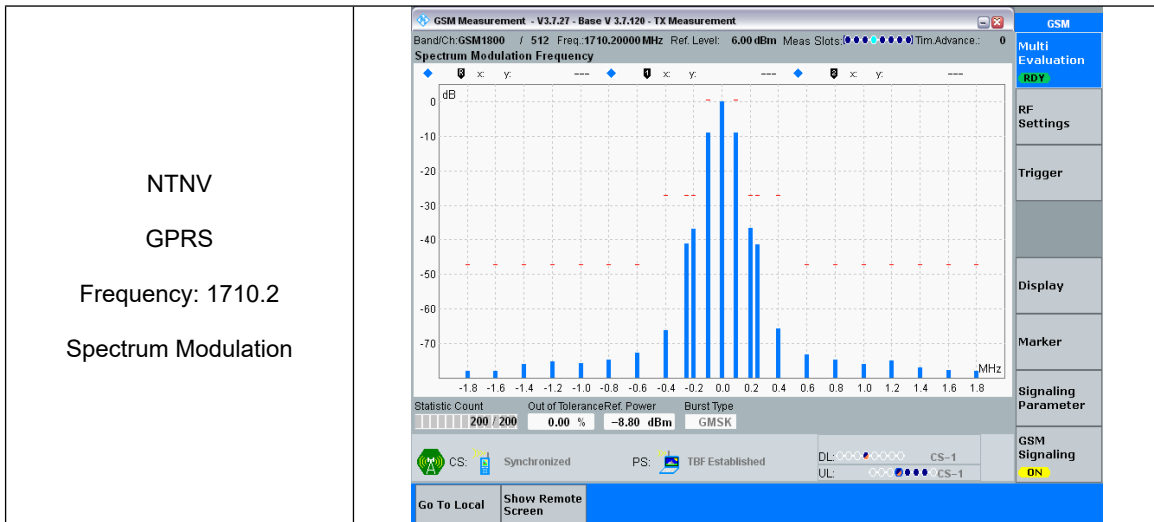 NTNV
GPRS
Frequency: 1710.2
Spectrum Modulation
GSM Measurement - V3.7.27 - Base V 3.7.120 - TX Measurement
Band/Ch:GSM1800 / 512 Freq.:1710.20000 MHz Ref. Level: 6.00 dBm Meas Slots: Tim.Advance.: 0
Spectrum Modulation Frequency
R x: y: --- 1 x: y: --- 2 x: y: ---
dB
0
-10
-20
-30
-40
-50
-60
-70
MHz
-1.8 -1.6 -1.4 -1.2 -1.0 -0.8 -0.6 -0.4 -0.2 0.0 0.2 0.4 0.6 0.8 1.0 1.2 1.4 1.6 1.8
Statistic Count Out of Tolerance Ref. Power Burst Type
200 / 200 0.00 % -8.80 dBm GMSK
CS: Synchronized PS: TBF Established
DL: CS-1
UL: CS-1
Go To Local
Show Remote
Screen
GSM
Multi
Evaluation
RDY
RF
Settings
Trigger
Display
Marker
Signaling
Parameter
GSM
Signaling
ON